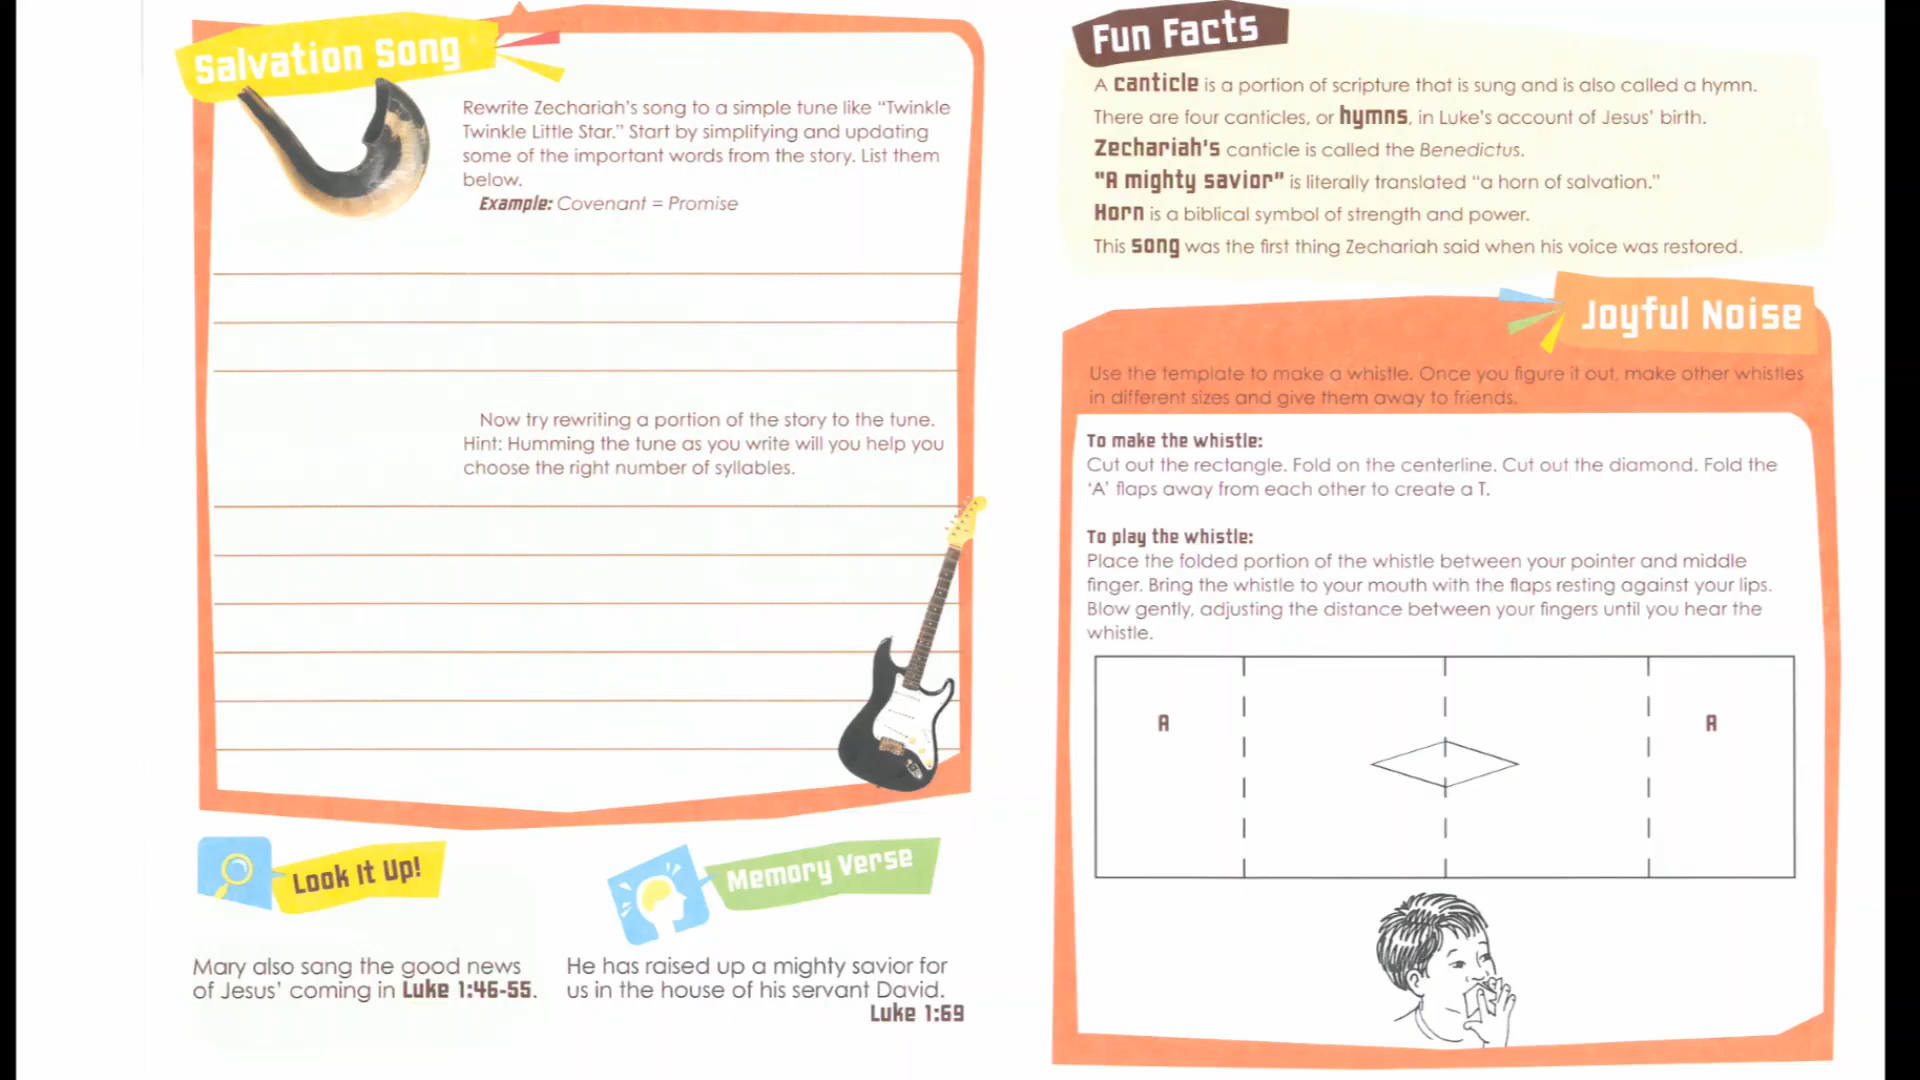 Salvation Song
Rewrite Zechariah's song to a simple tune like "Twinkle
Twinkle Little Star." Start by simplifying and updating
some of the important words from the story. List them
below.
Example: Covenant = Promise
Now try rewriting a portion of the story to the tune.
Hint: Humming the tune as you write will you help you
choose the right number of syllables.
Look It Up!
Mary also sang the good news
of Jesus' coming in Luke 1:46-55.
Memory Verse
He has raised up a mighty savior for
us in the house of his servant David.
Luke 1:69
Fun Facts
A canticle is a portion of scripture that is sung and is also called a hymn.
There are four canticles, or hymns, in Luke's account of Jesus' birth.
Zechariah's canticle is called the Benedictus.
"A mighty savior" is literally translated "a horn of salvation."
Horn is a biblical symbol of strength and power.
This song was the first thing Zechariah said when his voice was restored.
Joyful Noise
Use the template to make a whistle. Once you figure it out, make other whistles
in different sizes and give them away to friends.
To make the whistle:
Cut out the rectangle. Fold on the centerline. Cut out the diamond. Fold the
'A' flaps away from each other to create a T.
To play the whistle:
Place the folded portion of the whistle between your pointer and middle
finger. Bring the whistle to your mouth with the flaps resting against your lips.
Blow gently, adjusting the distance between your fingers until you hear the
whistle.
A
A